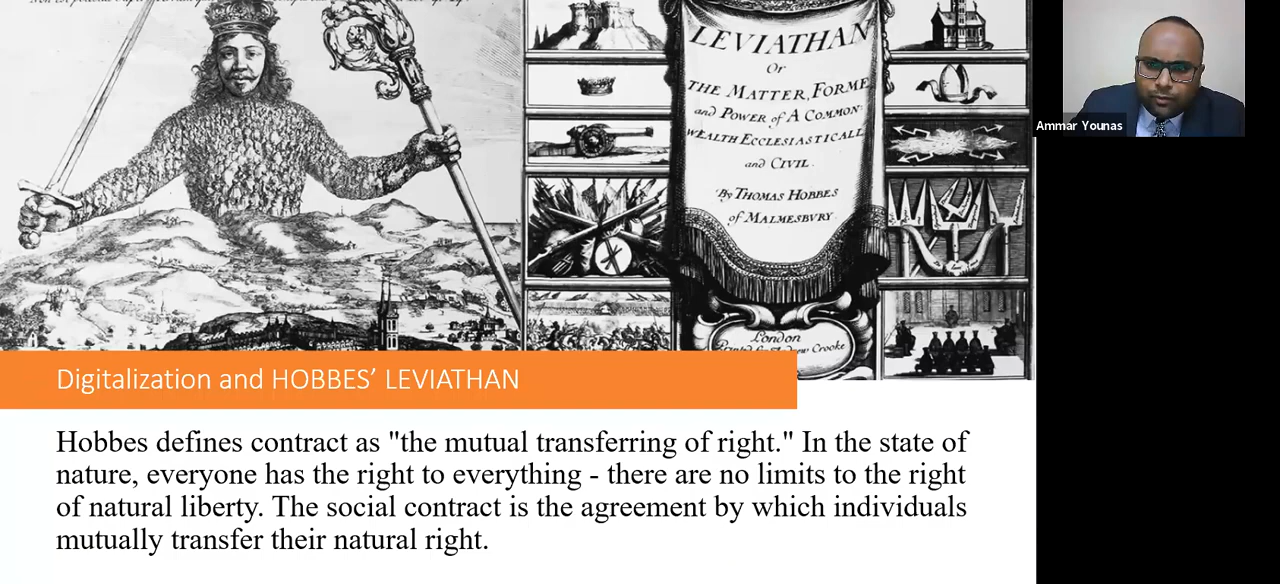 LEVIATHAN
Or
THE MATTER, FORME
and POWER of A COMMON
WEALTH ECCLESIASTICALL
and CIVIL.
By THOMAS HOBBES
of MALMESBVRY
London
Ammar Younas
Digitalization and HOBBES’ LEVIATHAN
Hobbes defines contract as "the mutual transferring of right." In the state of
nature, everyone has the right to everything - there are no limits to the right
of natural liberty. The social contract is the agreement by which individuals
mutually transfer their natural right.